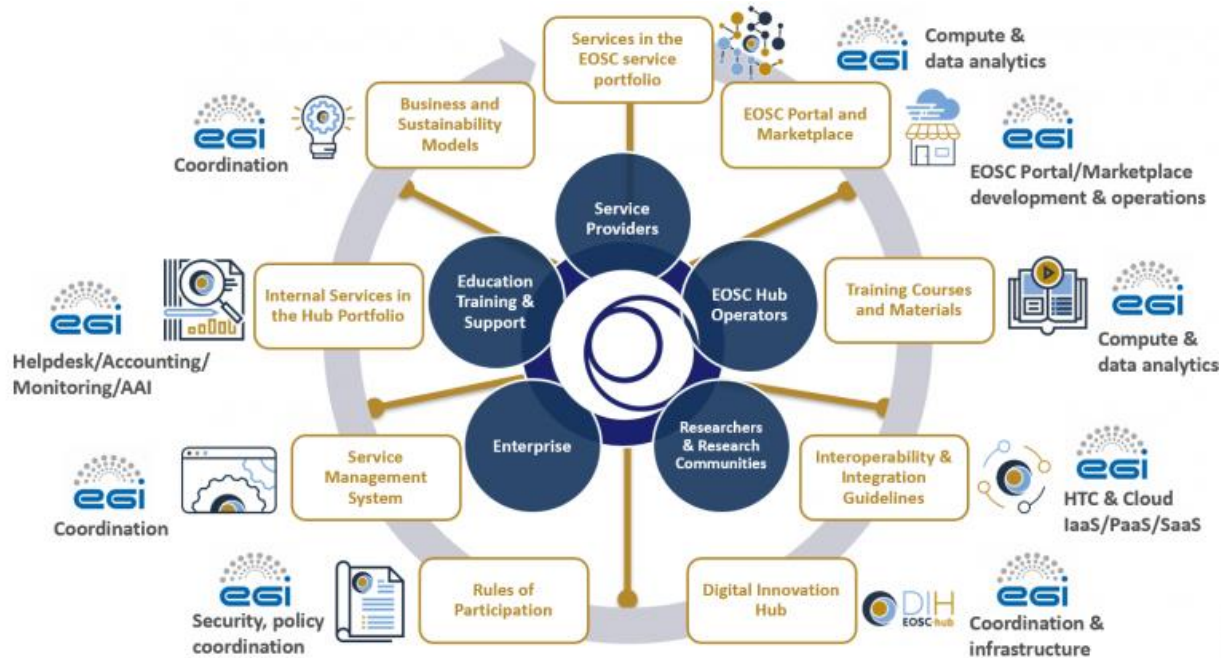 Services in the
EOSC service
portfolio
egi
Compute &
data analytics
egi
Coordination
Business and
Sustainability
Models
EOSC Portal and
Marketplace
egi
EOSC Portal/Marketplace
development & operations
Service
Providers
egi
Helpdesk/Accounting/
Monitoring/AAI
Internal Services in
the Hub Portfolio
Education
Training &
Support
EOSC Hub
Operators
Training Courses
and Materials
egi
Compute &
data analytics
egi
Coordination
Service
Management
System
Enterprise
Researchers
& Research
Communities
Interoperability &
Integration
Guidelines
egi
HTC & Cloud
IaaS/PaaS/SaaS
egi
Security, policy
coordination
Rules of
Participation
Digital Innovation
Hub
DIH
EOSC-hub
egi
Coordination &
infrastructure